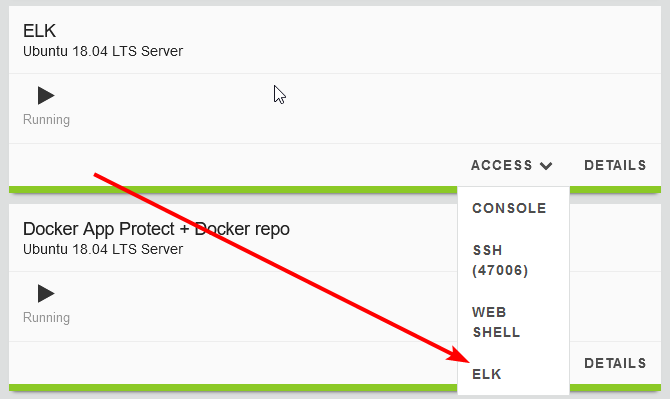 ELK
Ubuntu 18.04 LTS Server
Running
ACCESS DETAILS
CONSOLE
SSH
(47006)
WEB
SHELL
ELK
Docker App Protect + Docker repo
Ubuntu 18.04 LTS Server
Running
DETAILS